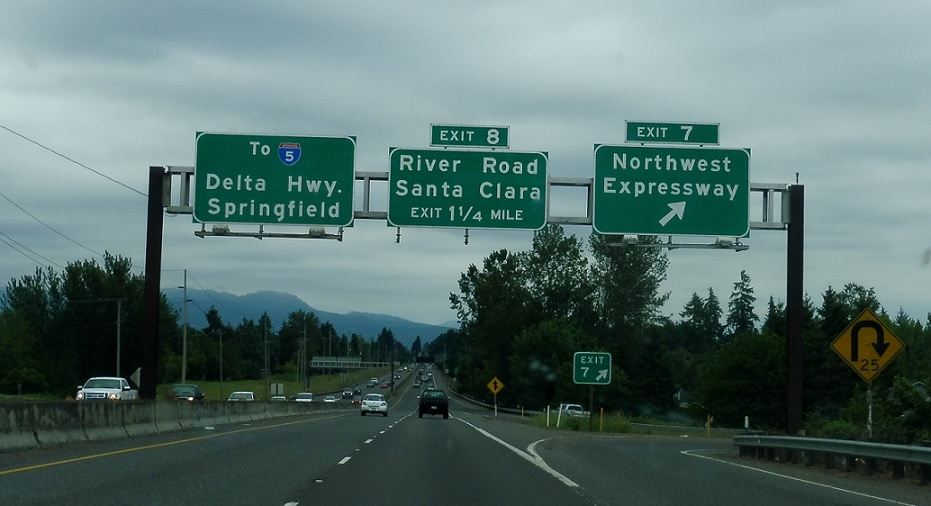 To 5
Delta Hwy.
Springfield
EXIT 8
River Road
Santa Clara
EXIT 1 1/4 MILE
EXIT 7
Northwest
Expressway
EXIT
7
25